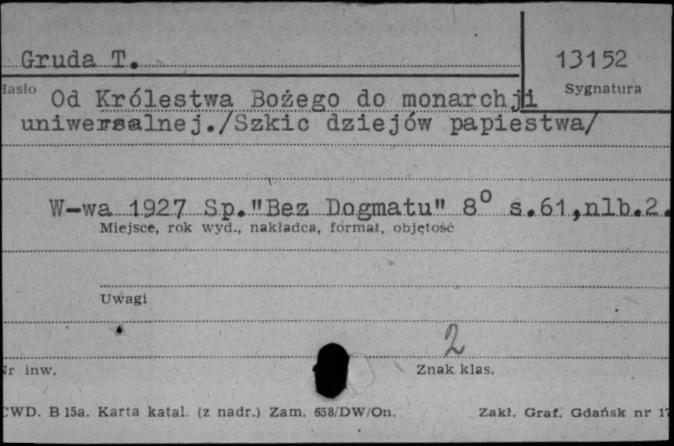 Gruda T. 13152
Hasło Sygnatura
Od Królestwa Bożego do monarchji
uniwersalnej./Szkic dziejów papiestwa/
W-wa 1927 Sp."Bez Dogmatu" 8° s.61,nlb.2.
Miejsce, rok wyd., nakładca, format, objętość
Uwagi
2
Nr inw. Znak klas.
CWD. B 15a. Karta katal. (z nadr.) Zam. 658/DW/On. Zakł. Graf. Gdańsk nr